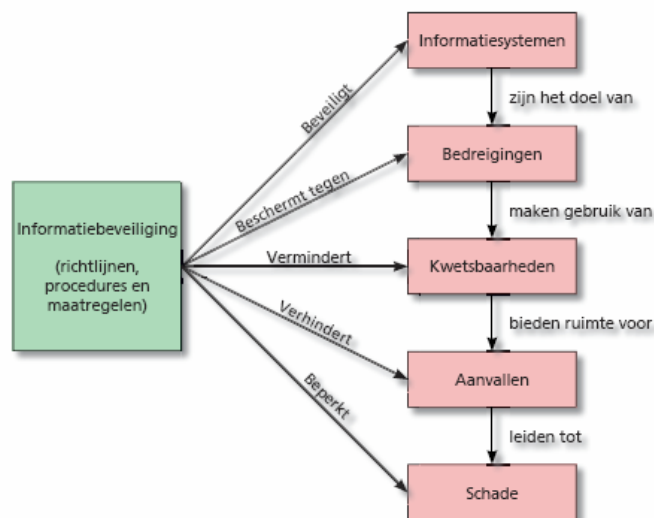 Informatiesystemen
zijn het doel van
Beveiligt
Bedreigingen
Beschermt tegen
maken gebruik van
Informatiebeveiliging
(richtlijnen,
procedures en
maatregelen)
Vermindert
Kwetsbaarheden
bieden ruimte voor
Verhindert
Aanvallen
leiden tot
Beperkt
Schade